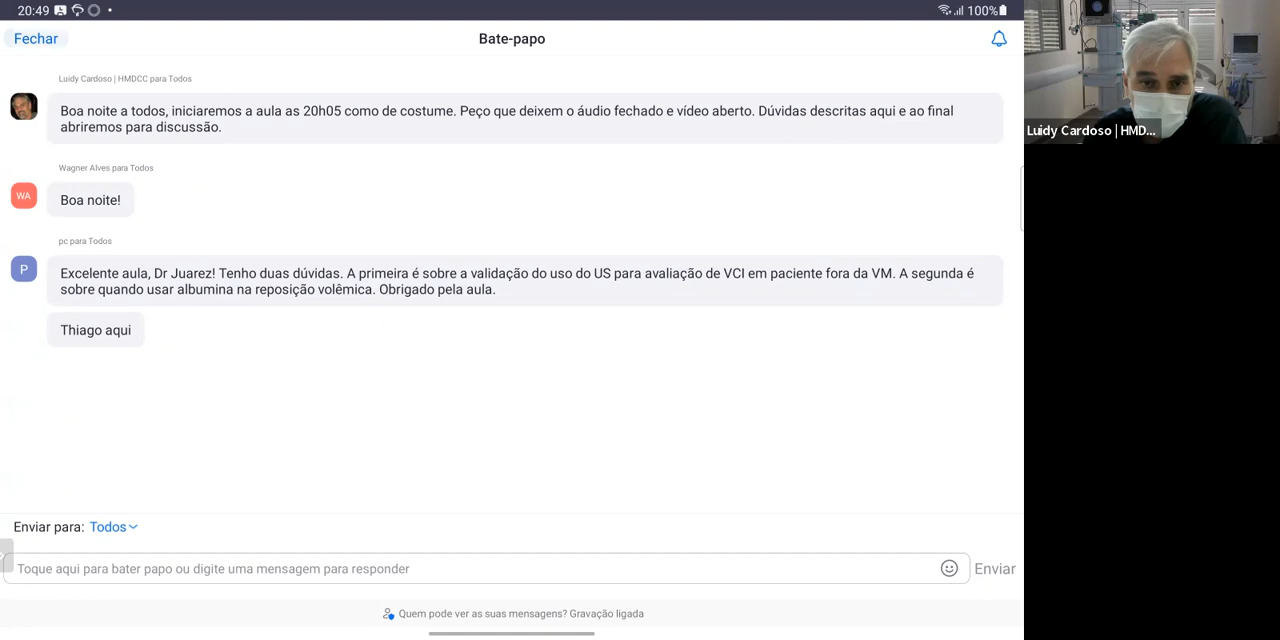 20:49
100%
Fechar
Bate-papo
Luidy Cardoso | HMDCC para Todos
Boa noite a todos, iniciaremos a aula as 20h05 como de costume. Peço que deixem o áudio fechado e vídeo aberto. Dúvidas descritas aqui e ao final
abriremos para discussão.
Luidy Cardoso | HMD...
Wagner Alves para Todos
WA
Boa noite!
pc para Todos
P
Excelente aula, Dr Juarez! Tenho duas dúvidas. A primeira é sobre a validação do uso do US para avaliação de VCI em paciente fora da VM. A segunda é
sobre quando usar albumina na reposição volêmica. Obrigado pela aula.
Thiago aqui
Enviar para: Todos
Toque aqui para bater papo ou digite uma mensagem para responder
Enviar
Quem pode ver as suas mensagens? Gravação ligada